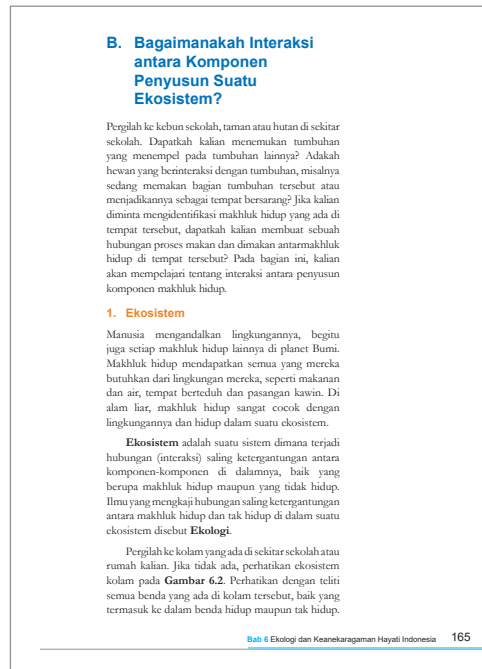 B. Bagaimanakah Interaksi
antara Komponen
Penyusun Suatu
Ekosistem?
Pergilah ke kebun sekolah, taman atau hutan di sekitar
sekolah. Dapatkah kalian menemukan tumbuhan
yang menempel pada tumbuhan lainnya? Adakah
hewan yang berinteraksi dengan tumbuhan, misalnya
sedang memakan bagian tumbuhan tersebut atau
menjadikannya sebagai tempat bersarang? Jika kalian
diminta mengidentifikasi makhluk hidup yang ada di
tempat tersebut, dapatkah kalian membuat sebuah
hubungan proses makan dan dimakan antarmakhluk
hidup di tempat tersebut? Pada bagian ini, kalian
akan mempelajari tentang interaksi antara penyusun
komponen makhluk hidup.
1. Ekosistem
Manusia mengandalkan lingkungannya, begitu
juga setiap makhluk hidup lainnya di planet Bumi.
Makhluk hidup mendapatkan semua yang mereka
butuhkan dari lingkungan mereka, seperti makanan
dan air, tempat berteduh dan pasangan kawin. Di
alam liar, makhluk hidup sangat cocok dengan
lingkungannya dan hidup dalam suatu ekosistem.
Ekosistem adalah suatu sistem dimana terjadi
hubungan (interaksi) saling ketergantungan antara
komponen-komponen di dalamnya, baik yang
berupa makhluk hidup maupun yang tidak hidup.
Ilmu yang mengkaji hubungan saling ketergantungan
antara makhluk hidup dan tak hidup di dalam suatu
ekosistem disebut Ekologi.
Pergilah ke kolam yang ada di sekitar sekolah atau
rumah kalian. Jika tidak ada, perhatikan ekosistem
kolam pada Gambar 6.2. Perhatikan dengan teliti
semua benda yang ada di kolam tersebut, baik yang
termasuk ke dalam benda hidup maupun tak hidup.
Bab 6 Ekologi dan Keanekaragaman Hayati Indonesia 165